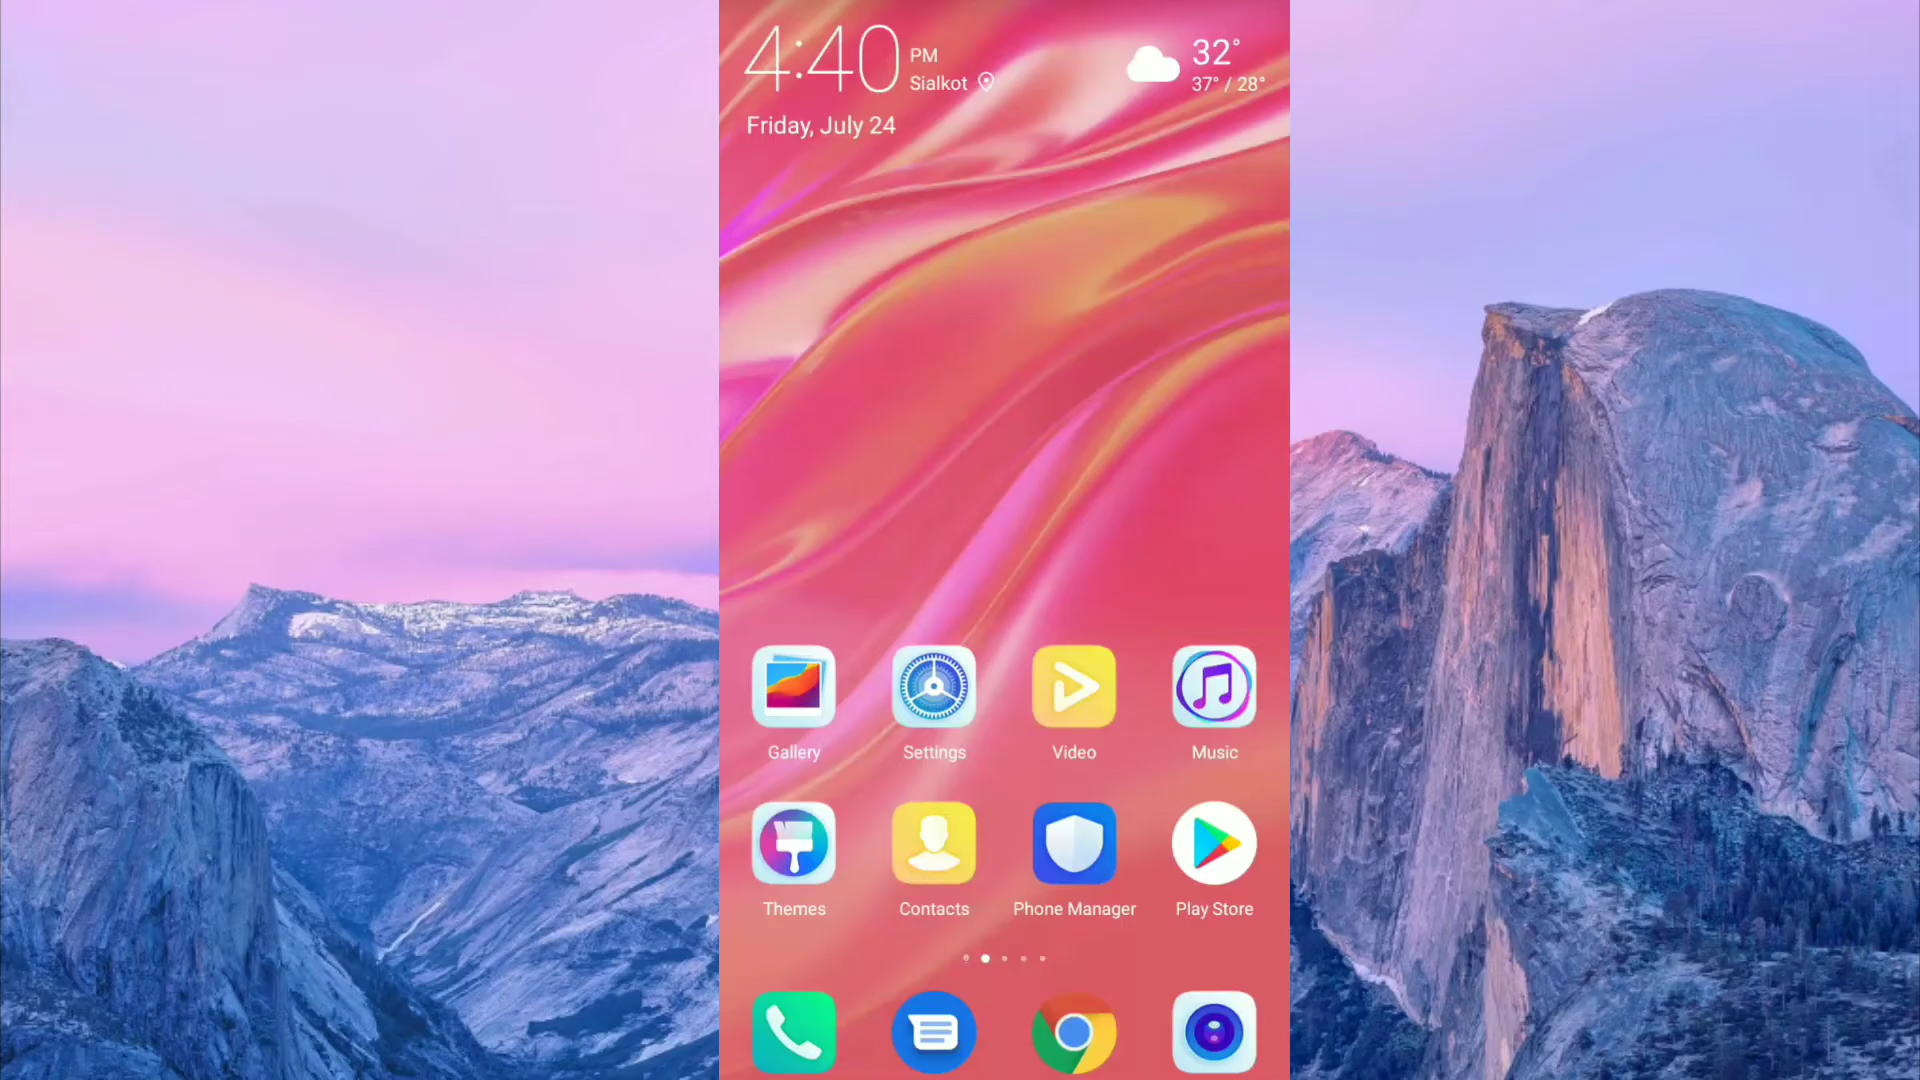 4:40 PM
Sialkot
Friday, July 24
32°
37° / 28°
Gallery Settings Video Music
Themes Contacts Phone Manager Play Store